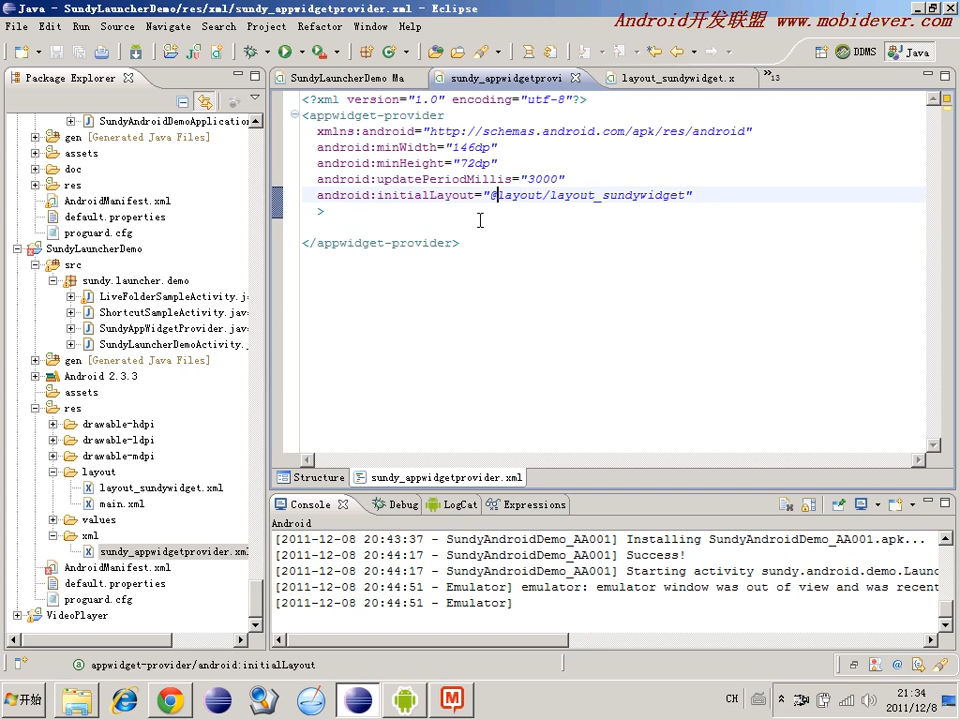 Java - SundyLauncherDemo/res/xml/sundy_appwidgetprovider.xml - Eclipse
Android开发联盟 www.mobidever.com
File Edit Run Source Navigate Search Project Refactor Window Help
DDMS
Java
Package Explorer
SundyLauncherDemo Ma
sundy_appwidgetprovi
layout_sundywidget.x
»13
SundyAndroidDemoApplication
gen [Generated Java Files]
assets
doc
res
AndroidManifest.xml
default.properties
proguard.cfg
SundyLauncherDemo
src
sundy.launcher.demo
LiveFolderSampleActivity.j
ShortcutSampleActivity.jav
SundyAppWidgetProvider.jav
SundyLauncherDemoActivity.
gen [Generated Java Files]
Android 2.3.3
assets
res
drawable-hdpi
drawable-ldpi
drawable-mdpi
layout
layout_sundywidget.xml
main.xml
values
xml
sundy_appwidgetprovider.xml
AndroidManifest.xml
default.properties
proguard.cfg
VideoPlayer
<?xml version="1.0" encoding="utf-8"?>
<appwidget-provider
xmlns:android="http://schemas.android.com/apk/res/android"
android:minWidth="146dp"
android:minHeight="72dp"
android:updatePeriodMillis="3000"
android:initialLayout="@layout/layout_sundywidget"
>
</appwidget-provider>
Structure
sundy_appwidgetprovider.xml
Console
Debug
LogCat
Expressions
Android
[2011-12-08 20:43:37 - SundyAndroidDemo_AA001] Installing SundyAndroidDemo_AA001.apk...
[2011-12-08 20:44:17 - SundyAndroidDemo_AA001] Success!
[2011-12-08 20:44:17 - SundyAndroidDemo_AA001] Starting activity sundy.android.demo.Laun
[2011-12-08 20:44:51 - Emulator] emulator: emulator window was out of view and was recent
[2011-12-08 20:44:51 - Emulator]
appwidget-provider/android:initialLayout
开始
CH
21:34
2011/12/8